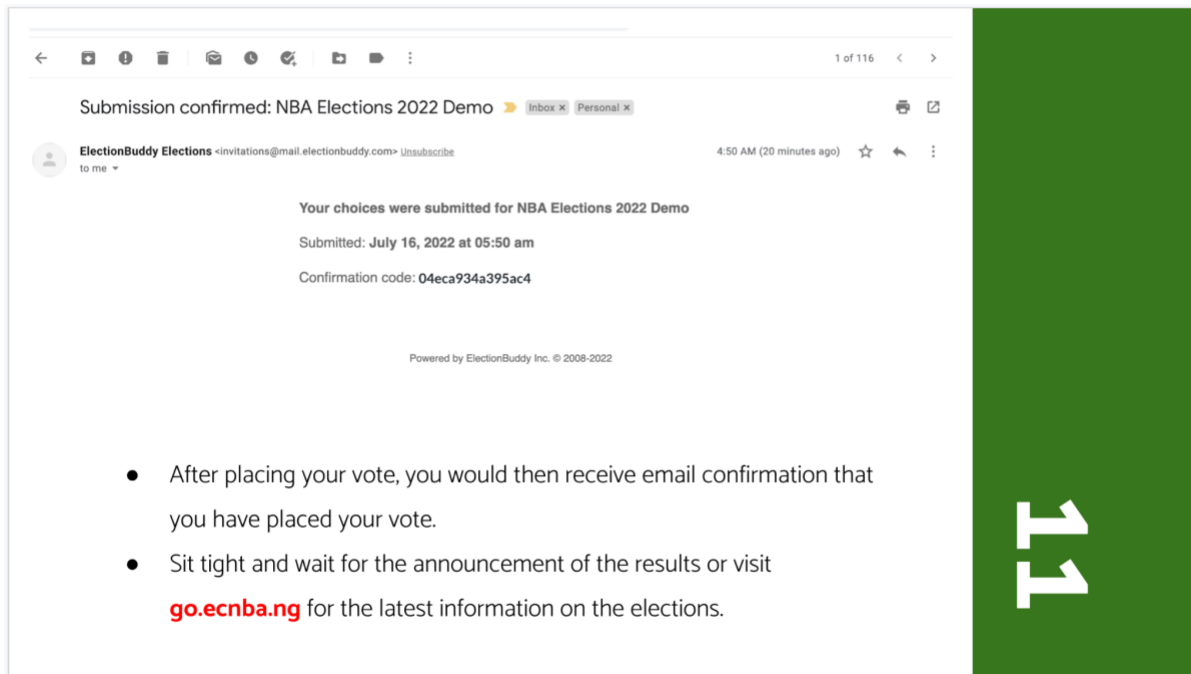 1 of 116
Submission confirmed: NBA Elections 2022 Demo Inbox x Personal x
ElectionBuddy Elections <invitations@mail.electionbuddy.com> Unsubscribe 4:50 AM (20 minutes ago)
to me
Your choices were submitted for NBA Elections 2022 Demo
Submitted: July 16, 2022 at 05:50 am
Confirmation code: 04eca934a395ac4
Powered by ElectionBuddy Inc. © 2008-2022
● After placing your vote, you would then receive email confirmation that
you have placed your vote.
● Sit tight and wait for the announcement of the results or visit
go.ecnba.ng for the latest information on the elections.
11